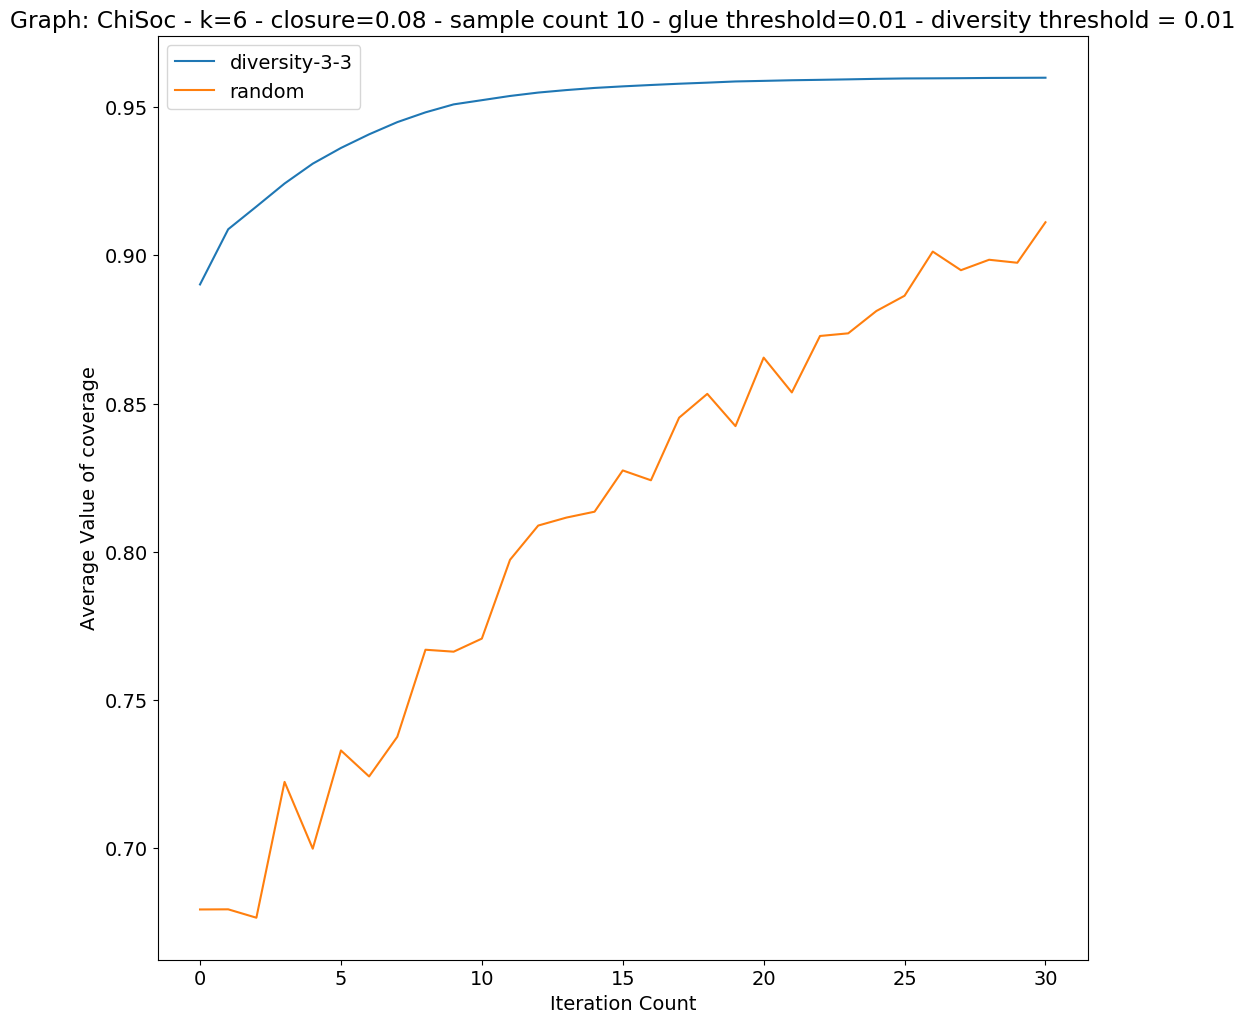 Graph: ChiSoc - k=6 - closure=0.08 - sample count 10 - glue threshold=0.01 - diversity threshold = 0.01
diversity-3-3
random
0.95
0.90
0.85
0.80
0.75
0.70
Average Value of coverage
0 5 10 15 20 25 30
Iteration Count